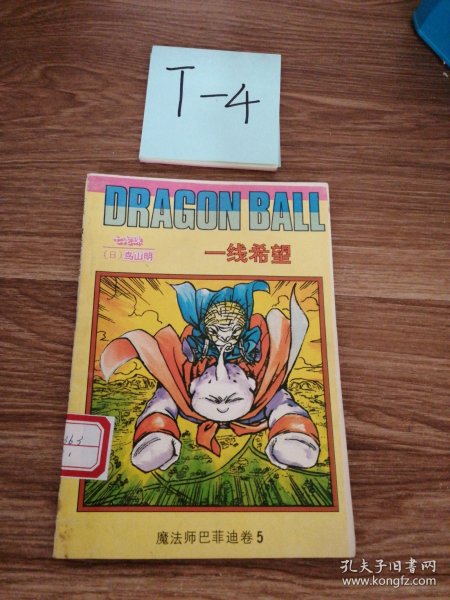 T-4
DRAGON BALL
七龙珠
(日)鸟山明
一线希望
魔法师巴菲迪卷5
孔夫子旧书网
www.kongfz.com